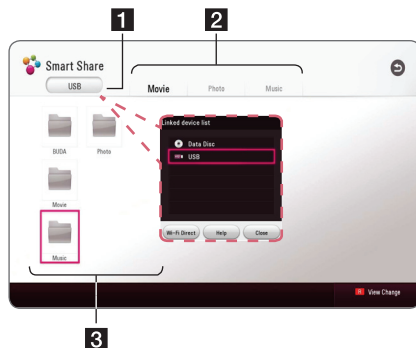 1
2
Smart Share
USB
Movie
Photo
Music
Linked device list
Data Disc
USB
BUDA
Photo
Movie
Music
Wi-Fi Direct
Help
Close
R View Change
3